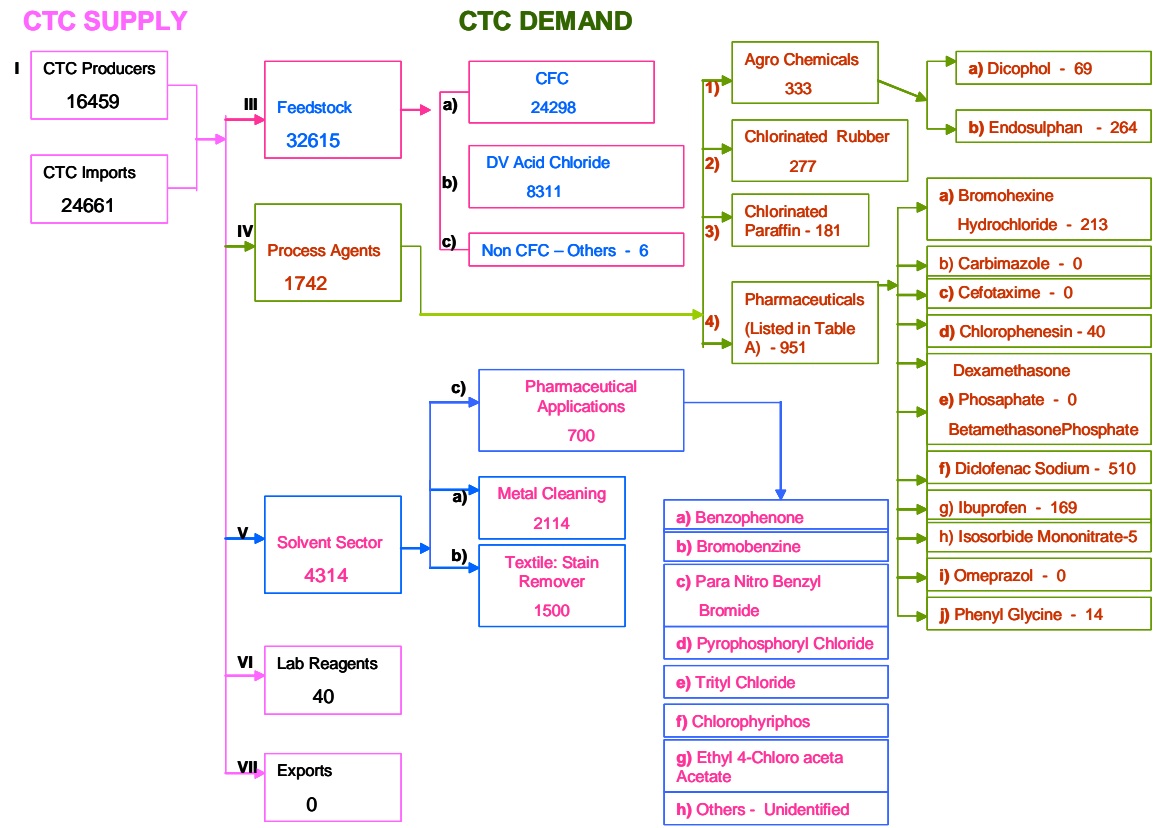 CTC SUPPLY
CTC DEMAND
I
CTC Producers
16459
CTC Imports
24661
III
Feedstock
32615
a)
CFC
24298
b)
DV Acid Chloride
8311
c)
Non CFC – Others - 6
IV
Process Agents
1742
1)
Agro Chemicals
333
a) Dicophol - 69
b) Endosulphan - 264
2)
Chlorinated Rubber
277
3)
Chlorinated
Paraffin - 181
4)
Pharmaceuticals
(Listed in Table
A) - 951
a) Bromohexine
Hydrochloride - 213
b) Carbimazole - 0
c) Cefotaxime - 0
d) Chlorophenesin - 40
Dexamethasone
e) Phosaphate - 0
BetamethasonePhosphate
f) Diclofenac Sodium - 510
g) Ibuprofen - 169
h) Isosorbide Mononitrate-5
i) Omeprazol - 0
j) Phenyl Glycine - 14
V
Solvent Sector
4314
c)
Pharmaceutical
Applications
700
a)
Metal Cleaning
2114
b)
Textile: Stain
Remover
1500
a) Benzophenone
b) Bromobenzine
c) Para Nitro Benzyl
Bromide
d) Pyrophosphoryl Chloride
e) Trityl Chloride
f) Chlorophyriphos
g) Ethyl 4-Chloro aceta
Acetate
h) Others - Unidentified
VI
Lab Reagents
40
VII
Exports
0